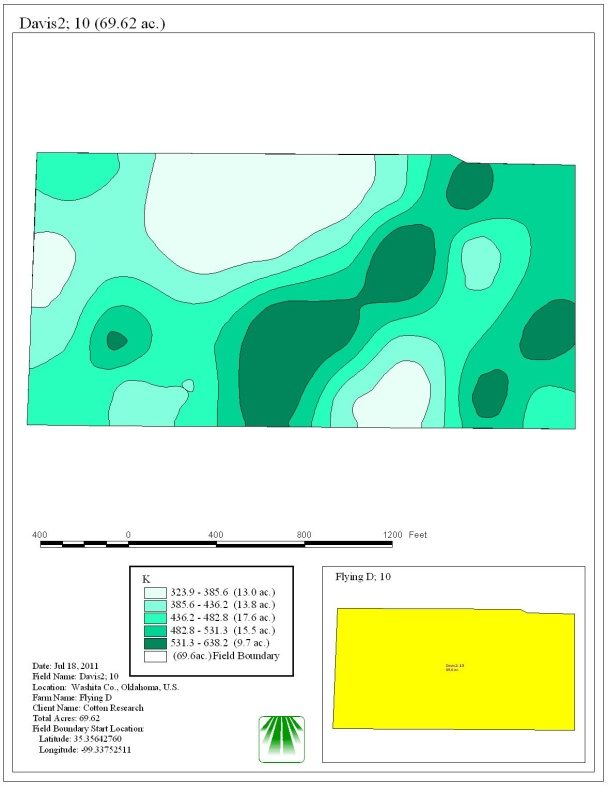 Davis2; 10 (69.62 ac.)
400 0 400 800 1200 Feet
K
323.9 - 385.6 (13.0 ac.)
385.6 - 436.2 (13.8 ac.)
436.2 - 482.8 (17.6 ac.)
482.8 - 531.3 (15.5 ac.)
531.3 - 638.2 (9.7 ac.)
(69.6ac.) Field Boundary
Date: Jul 18, 2011
Field Name: Davis2; 10
Location: Washita Co., Oklahoma, U.S.
Farm Name: Flying D
Client Name: Cotton Research
Total Acres: 69.62
Field Boundary Start Location:
Latitude: 35.35642760
Longitude: -99.33752511
Flying D; 10